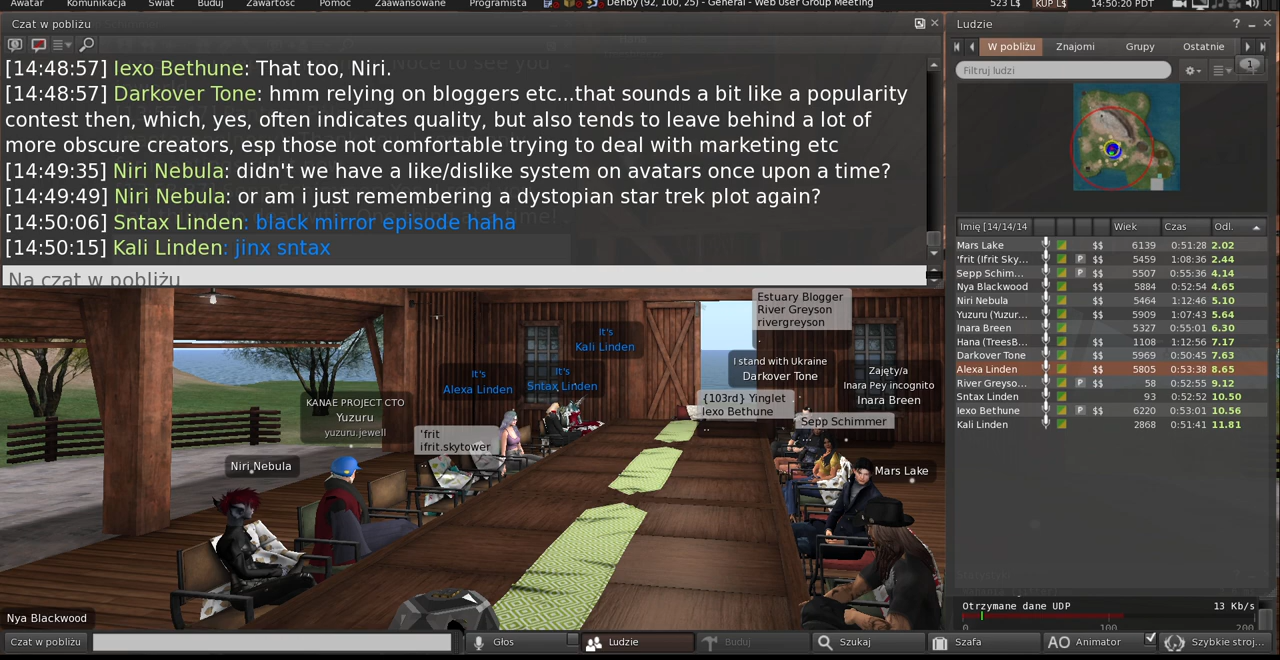 Awatar Komunikacja Świat Buduj Zawartość Pomoc Zaawansowane Programista Denby (92, 100, 25) - General - Web User Group Meeting 523 L$ KUP L$ 14:50:20 PDT
Czat w pobliżu
[14:48:57] Iexo Bethune: That too, Niri.
[14:48:57] Darkover Tone: hmm relying on bloggers etc...that sounds a bit like a popularity
contest then, which, yes, often indicates quality, but also tends to leave behind a lot of
more obscure creators, esp those not comfortable trying to deal with marketing etc
[14:49:35] Niri Nebula: didn't we have a like/dislike system on avatars once upon a time?
[14:49:49] Niri Nebula: or am i just remembering a dystopian star trek plot again?
[14:50:06] Sntax Linden: black mirror episode haha
[14:50:15] Kali Linden: jinx sntax
Na czat w pobliżu
Estuary Blogger
River Greyson
rivergreyson
It's
Kali Linden
It's
Alexa Linden
It's
Sntax Linden
I stand with Ukraine
Darkover Tone
Zajęty/a
Inara Pey incognito
Inara Breen
{103rd} Yinglet
Iexo Bethune
KANAE PROJECT CTO
Yuzuru
yuzuru.jewell
'frit
ifrit.skytower
Sepp Schimmer
Niri Nebula
Mars Lake
Nya Blackwood
Ludzie
W pobliżu Znajomi Grupy Ostatnie
1
Filtruj ludzi
Imię [14/14/14 Wiek Czas Odl.
Mars Lake $$ 6139 0:51:28 2.02
'frit (Ifrit Sky... P $$ 5459 1:08:36 2.44
Sepp Schim... P $$ 5507 0:55:36 4.14
Nya Blackwood $$ 5884 0:52:54 4.65
Niri Nebula $$ 5464 1:12:46 5.10
Yuzuru (Yuzur... $$ 5909 1:07:43 5.64
Inara Breen 5327 0:55:01 6.30
Hana (TreesB... $$ 1108 1:12:56 7.17
Darkover Tone $$ 5969 0:50:45 7.63
Alexa Linden $$ 5805 0:53:38 8.65
River Greyso... P $$ 58 0:52:55 9.12
Sntax Linden 93 0:52:52 10.50
Iexo Bethune P $$ 6220 0:53:01 10.56
Kali Linden 2868 0:51:41 11.81
Otrzymane dane UDP 13 Kb/s
0 100 200
Czat w pobliżu Głos Ludzie Buduj Szukaj Szafa AO Animator Szybkie stroj...